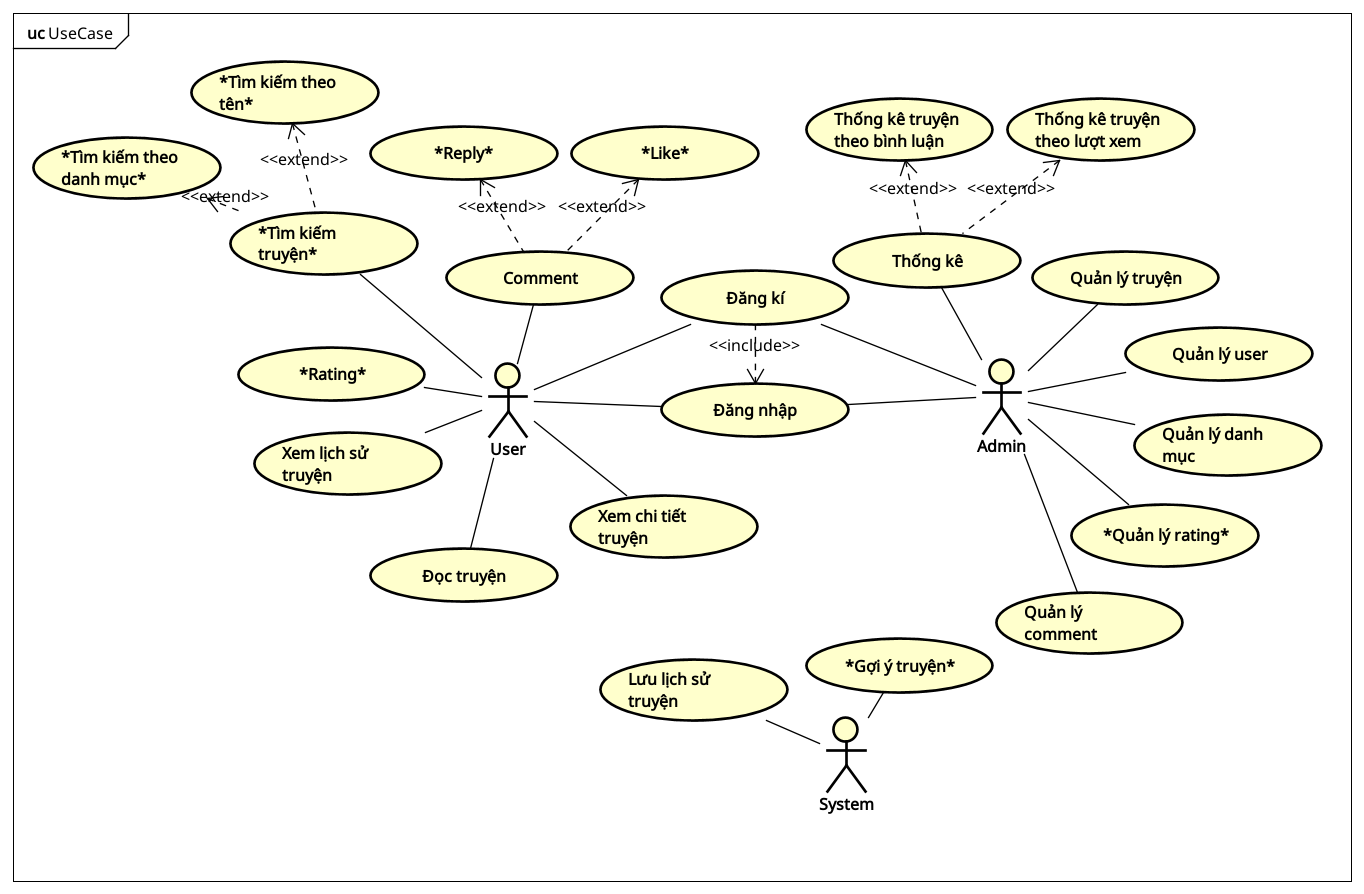 uc UseCase
*Tìm kiếm theo
tên*
*Tìm kiếm theo
danh mục*
<<extend>>
<<extend>>
*Tìm kiếm
truyện*
*Reply*
*Like*
<<extend>>
<<extend>>
Comment
Thống kê truyện
theo bình luận
Thống kê truyện
theo lượt xem
<<extend>>
<<extend>>
Thống kê
Quản lý truyện
Đăng kí
<<include>>
Đăng nhập
*Rating*
Xem lịch sử
truyện
User
Xem chi tiết
truyện
Đọc truyện
Admin
Quản lý user
Quản lý danh
mục
*Quản lý rating*
Quản lý
comment
Lưu lịch sử
truyện
*Gợi ý truyện*
System